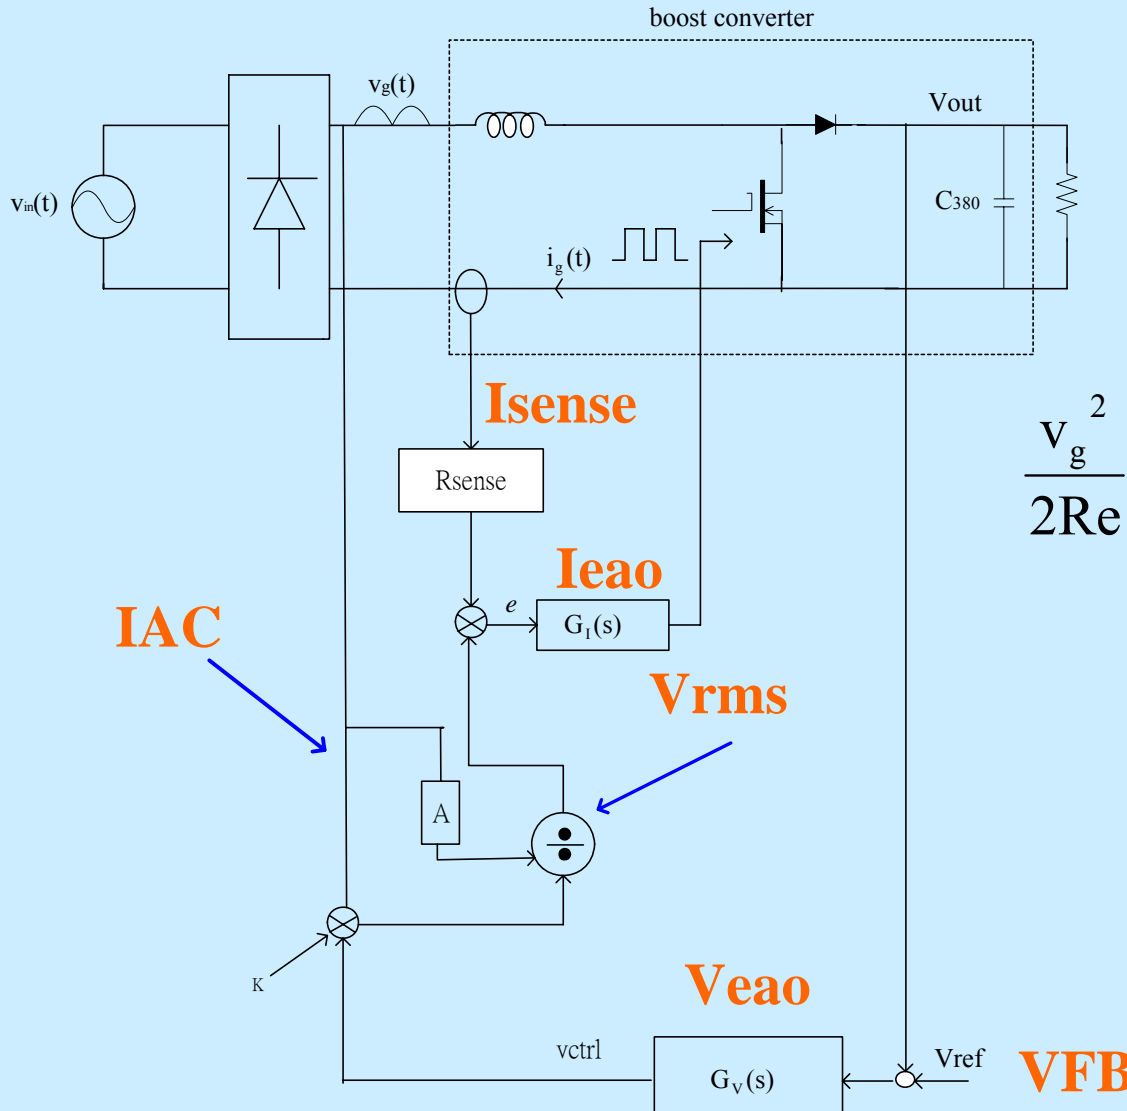 boost converter
vg(t)
Vout
vin(t)
C380
ig(t)
Isense
vg2
2Re
Rsense
Ieao
e
GI(s)
IAC
Vrms
A
K
Veao
vctrl
Vref
VFB
GV(s)